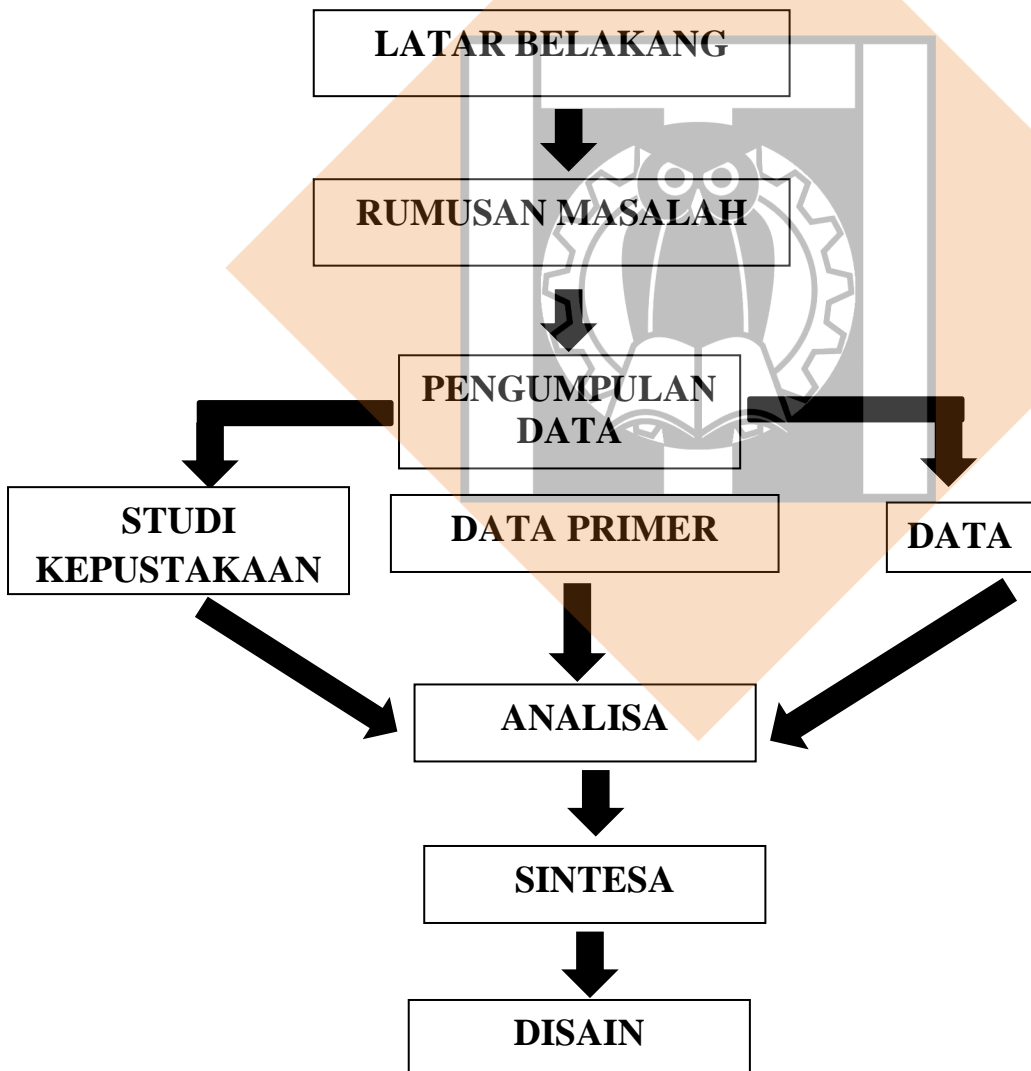 LATAR BELAKANG
RUMUSAN MASALAH
PENGUMPULAN
DATA
STUDI
KEPUSTAKAAN
DATA PRIMER
DATA
ANALISA
SINTESA
DISAIN